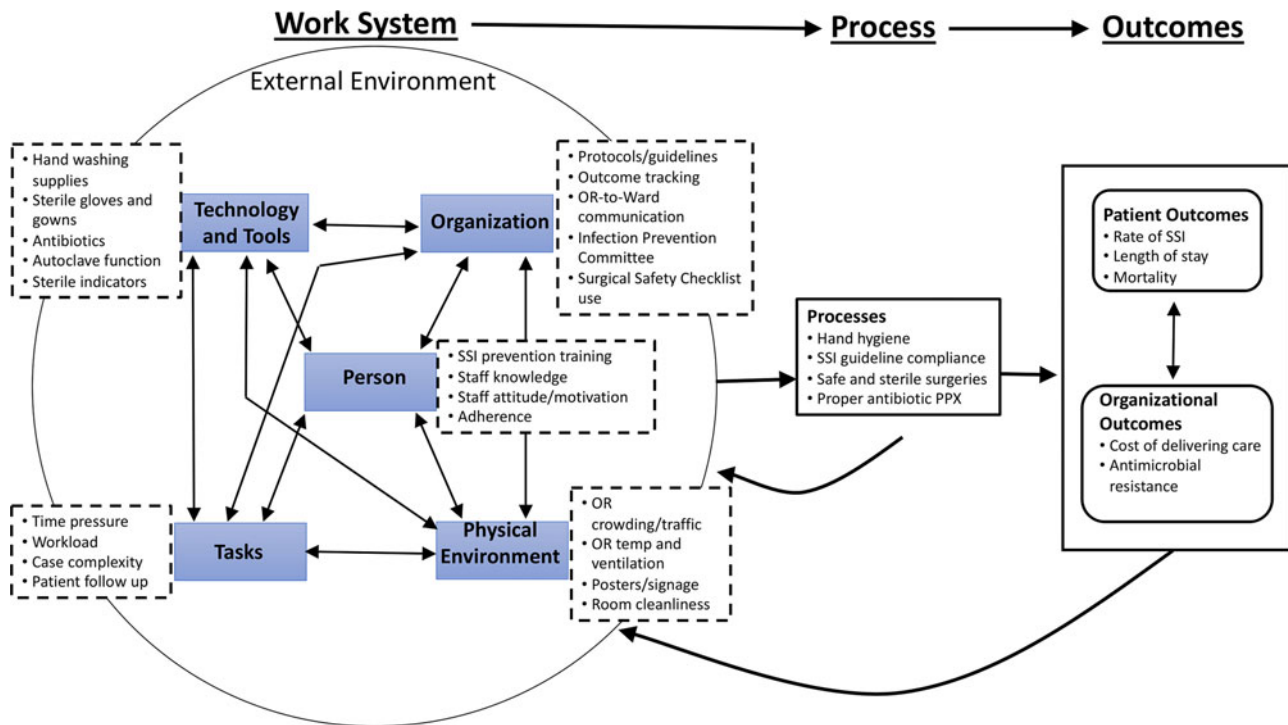 Work System
Process
Outcomes
External Environment
• Hand washing
supplies
• Sterile gloves and
gowns
• Antibiotics
• Autoclave function
• Sterile indicators
Technology
and Tools
Organization
• Protocols/guidelines
• Outcome tracking
• OR-to-Ward
communication
• Infection Prevention
Committee
• Surgical Safety Checklist
use
Person
• SSI prevention training
• Staff knowledge
• Staff attitude/motivation
• Adherence
• Time pressure
• Workload
• Case complexity
• Patient follow up
Tasks
Physical
Environment
• OR
crowding/traffic
• OR temp and
ventilation
• Posters/signage
• Room cleanliness
Processes
• Hand hygiene
• SSI guideline compliance
• Safe and sterile surgeries
• Proper antibiotic PPX
Patient Outcomes
• Rate of SSI
• Length of stay
• Mortality
Organizational
Outcomes
• Cost of delivering care
• Antimicrobial
resistance